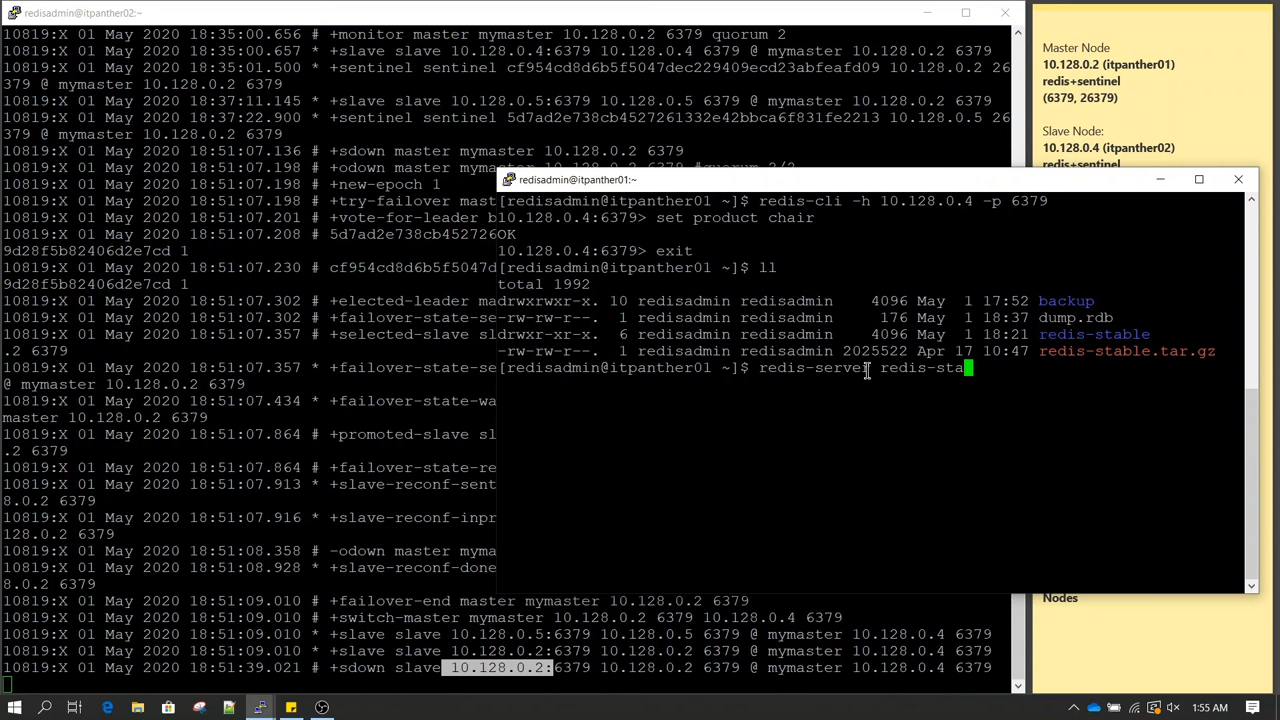 redisadmin@itpanther02:~
10819:X 01 May 2020 18:35:00.656 # +monitor master mymaster 10.128.0.2 6379 quorum 2
10819:X 01 May 2020 18:35:00.657 * +slave slave 10.128.0.4:6379 10.128.0.4 6379 @ mymaster 10.128.0.2 6379
10819:X 01 May 2020 18:35:01.500 * +sentinel sentinel cf954cd8d6b5f5047dec229409ecd23abfeafd09 10.128.0.2 26
379 @ mymaster 10.128.0.2 6379
10819:X 01 May 2020 18:37:11.145 * +slave slave 10.128.0.5:6379 10.128.0.5 6379 @ mymaster 10.128.0.2 6379
10819:X 01 May 2020 18:37:22.900 * +sentinel sentinel 5d7ad2e738cb4527261332e42bbca6f831fe2213 10.128.0.5 26
379 @ mymaster 10.128.0.2 6379
10819:X 01 May 2020 18:51:07.136 # +sdown master mymaster 10.128.0.2 6379
10819:X 01 May 2020 18:51:07.198 # +odown master mymaster 10.128.0.2 6379 #quorum 2/2
10819:X 01 May 2020 18:51:07.198 # +new-epoch 1
10819:X 01 May 2020 18:51:07.198 # +try-failover mast
10819:X 01 May 2020 18:51:07.201 # +vote-for-leader b
10819:X 01 May 2020 18:51:07.208 # 5d7ad2e738cb452726
9d28f5b82406d2e7cd 1
10819:X 01 May 2020 18:51:07.230 # cf954cd8d6b5f5047d
9d28f5b82406d2e7cd 1
10819:X 01 May 2020 18:51:07.302 # +elected-leader ma
10819:X 01 May 2020 18:51:07.302 # +failover-state-se
10819:X 01 May 2020 18:51:07.357 # +selected-slave sl
.2 6379
10819:X 01 May 2020 18:51:07.357 * +failover-state-se
@ mymaster 10.128.0.2 6379
10819:X 01 May 2020 18:51:07.434 * +failover-state-wa
master 10.128.0.2 6379
10819:X 01 May 2020 18:51:07.864 # +promoted-slave sl
.2 6379
10819:X 01 May 2020 18:51:07.864 # +failover-state-re
10819:X 01 May 2020 18:51:07.913 * +slave-reconf-sent
8.0.2 6379
10819:X 01 May 2020 18:51:07.916 * +slave-reconf-inpr
128.0.2 6379
10819:X 01 May 2020 18:51:08.358 # -odown master myma
10819:X 01 May 2020 18:51:08.928 * +slave-reconf-done
8.0.2 6379
10819:X 01 May 2020 18:51:09.010 # +failover-end master mymaster 10.128.0.2 6379
10819:X 01 May 2020 18:51:09.010 # +switch-master mymaster 10.128.0.2 6379 10.128.0.4 6379
10819:X 01 May 2020 18:51:09.010 * +slave slave 10.128.0.5:6379 10.128.0.5 6379 @ mymaster 10.128.0.4 6379
10819:X 01 May 2020 18:51:09.010 * +slave slave 10.128.0.2:6379 10.128.0.2 6379 @ mymaster 10.128.0.4 6379
10819:X 01 May 2020 18:51:39.021 # +sdown slave 10.128.0.2:6379 10.128.0.2 6379 @ mymaster 10.128.0.4 6379
redisadmin@itpanther01:~
[redisadmin@itpanther01 ~]$ redis-cli -h 10.128.0.4 -p 6379
10.128.0.4:6379> set product chair
OK
10.128.0.4:6379> exit
[redisadmin@itpanther01 ~]$ ll
total 1992
drwxrwxr-x. 10 redisadmin redisadmin 4096 May 1 17:52 backup
-rw-rw-r--. 1 redisadmin redisadmin 176 May 1 18:37 dump.rdb
drwxr-xr-x. 6 redisadmin redisadmin 4096 May 1 18:21 redis-stable
-rw-rw-r--. 1 redisadmin redisadmin 2025522 Apr 17 10:47 redis-stable.tar.gz
[redisadmin@itpanther01 ~]$ redis-server redis-sta
Master Node
10.128.0.2 (itpanther01)
redis+sentinel
(6379, 26379)
Slave Node:
10.128.0.4 (itpanther02)
redis+sentinel
Nodes
1:55 AM